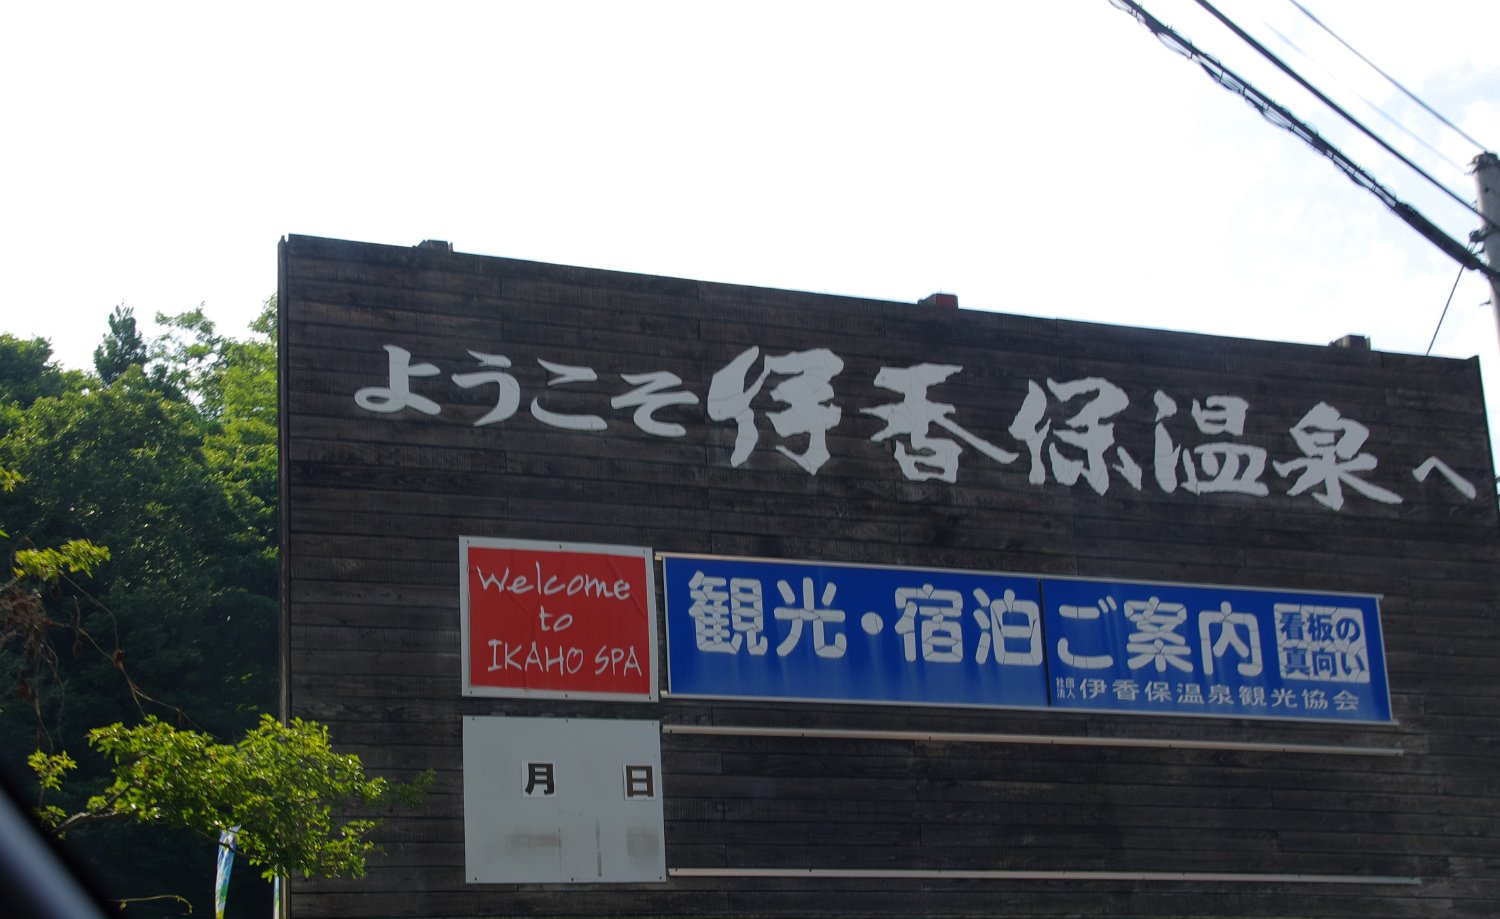 ようこそ伊香保温泉へ
Welcome
to
IKAHO SPA
観光・宿泊ご案内
看板の
真向い
社団
法人 伊香保温泉観光協会
月 日